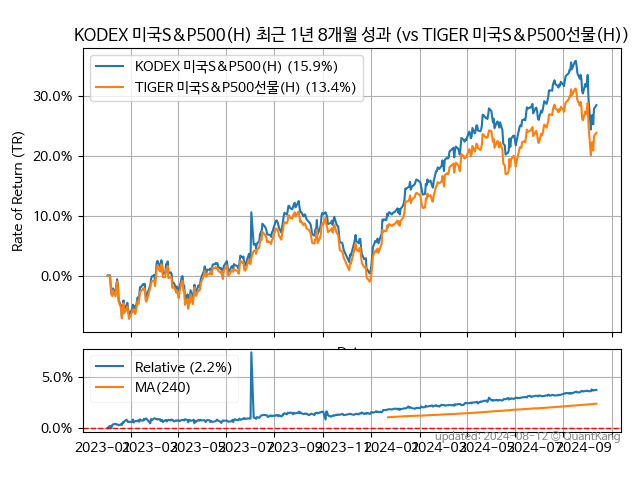 KODEX 미국S&P500(H) 최근 1년 8개월 성과 (vs TIGER 미국S&P500선물(H))
KODEX 미국S&P500(H) (15.9%)
TIGER 미국S&P500선물(H) (13.4%)
Rate of Return (TR)
30.0%
20.0%
10.0%
0.0%
Relative (2.2%)
MA(240)
5.0%
0.0%
updated: 2024-08-12 © QuantKang
2023-01 2023-03 2023-05 2023-07 2023-09 2023-11 2024-01 2024-03 2024-05 2024-07 2024-09